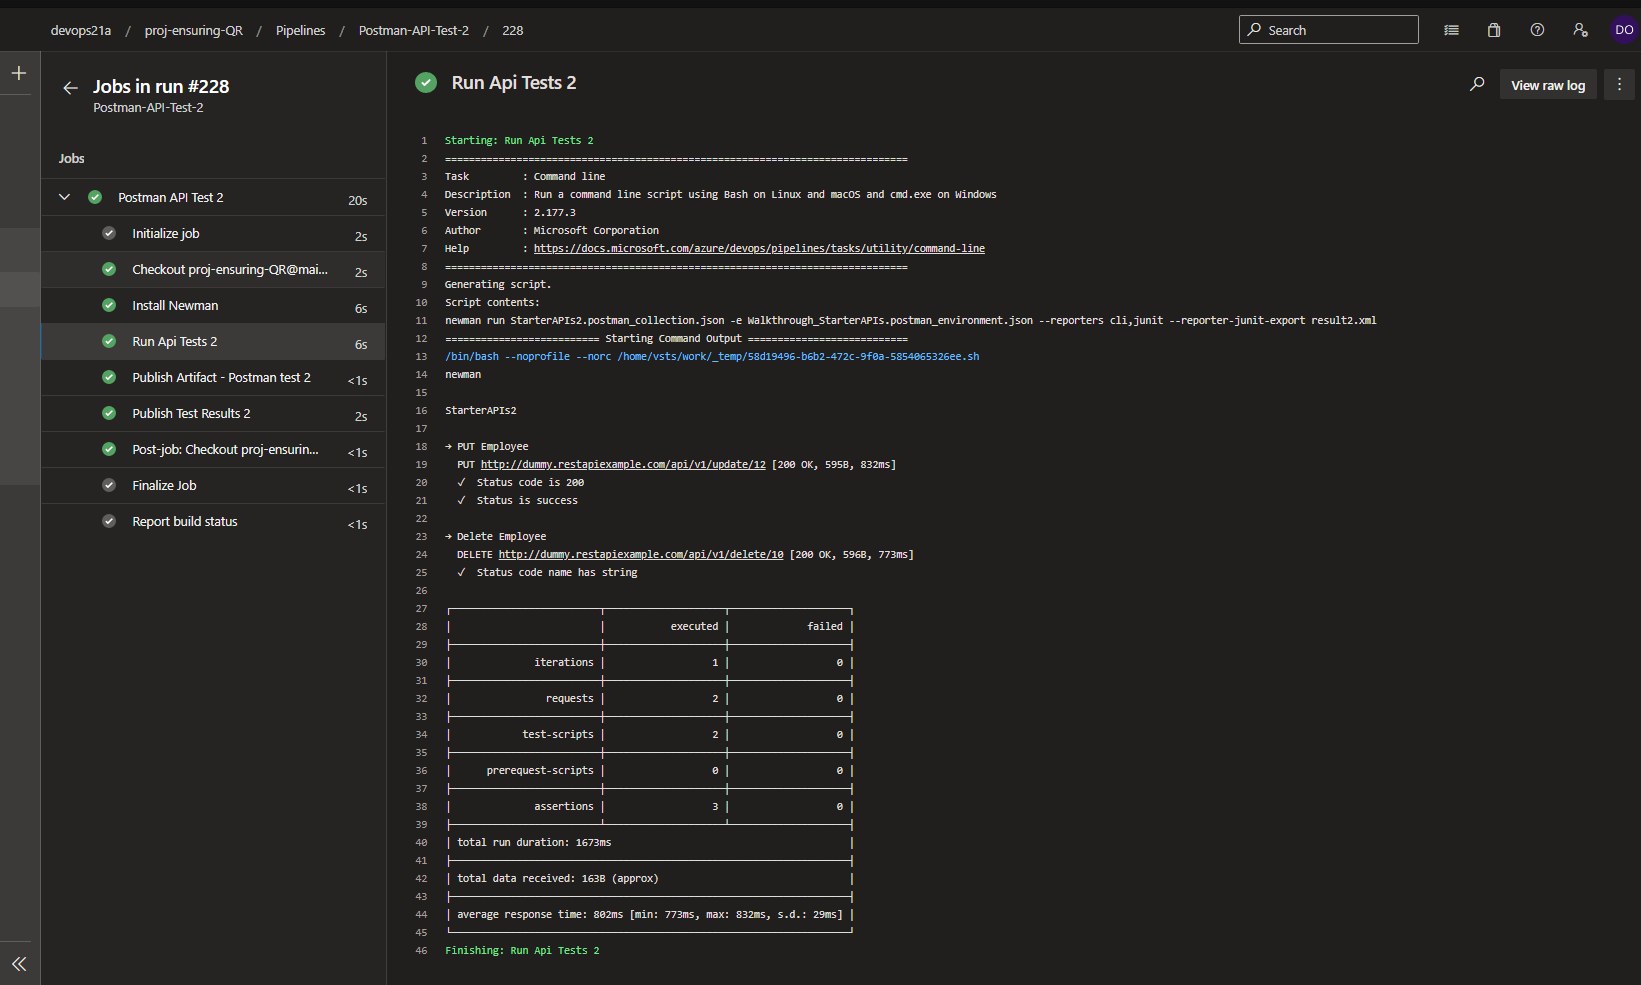 devops21a / proj-ensuring-QR / Pipelines / Postman-API-Test-2 / 228
Search
DO
Jobs in run #228
Postman-API-Test-2
Jobs
Postman API Test 2 20s
Initialize job 2s
Checkout proj-ensuring-QR@mai... 2s
Install Newman 6s
Run Api Tests 2 6s
Publish Artifact - Postman test 2 <1s
Publish Test Results 2 2s
Post-job: Checkout proj-ensurin... <1s
Finalize Job <1s
Report build status <1s
Run Api Tests 2
View raw log
1 Starting: Run Api Tests 2
2 ==============================================================================
3 Task : Command line
4 Description : Run a command line script using Bash on Linux and macOS and cmd.exe on Windows
5 Version : 2.177.3
6 Author : Microsoft Corporation
7 Help : https://docs.microsoft.com/azure/devops/pipelines/tasks/utility/command-line
8 ==============================================================================
9 Generating script.
10 Script contents:
11 newman run StarterAPIs2.postman_collection.json -e Walkthrough_StarterAPIs.postman_environment.json --reporters cli,junit --reporter-junit-export result2.xml
12 ========================== Starting Command Output ===========================
13 /bin/bash --noprofile --norc /home/vsts/work/_temp/58d19496-b6b2-472c-9f0a-5854065326ee.sh
14 newman
15
16 StarterAPIs2
17
18 → PUT Employee
19 PUT http://dummy.restapiexample.com/api/v1/update/12 [200 OK, 595B, 832ms]
20 ✓ Status code is 200
21 ✓ Status is success
22
23 → Delete Employee
24 DELETE http://dummy.restapiexample.com/api/v1/delete/10 [200 OK, 596B, 773ms]
25 ✓ Status code name has string
26
27
28 │ │ executed │ failed │
29
30 │ iterations │ 1 │ 0 │
31
32 │ requests │ 2 │ 0 │
33
34 │ test-scripts │ 2 │ 0 │
35
36 │ prerequest-scripts │ 0 │ 0 │
37
38 │ assertions │ 3 │ 0 │
39
40 │ total run duration: 1673ms │
41
42 │ total data received: 163B (approx) │
43
44 │ average response time: 802ms [min: 773ms, max: 832ms, s.d.: 29ms] │
45
46 Finishing: Run Api Tests 2